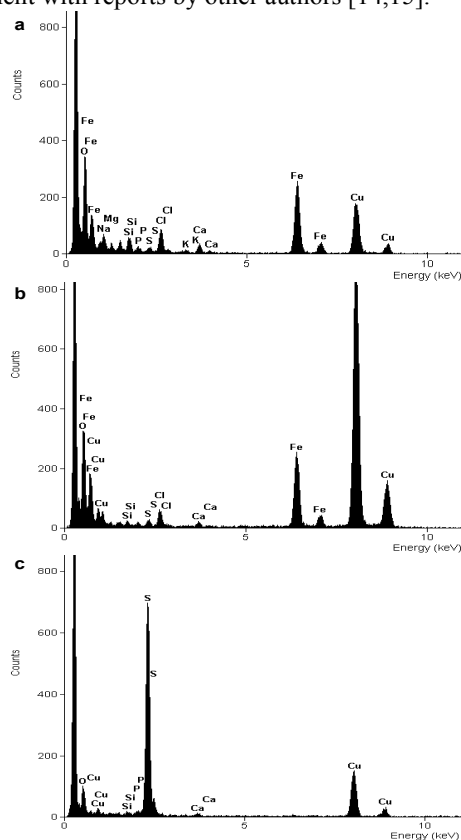 ment with reports by other authors [14,15].
a
800
600
400
200
0
Counts
Fe
Fe
O
Fe
Na
Mg
Si
Si
P
P
S
S
Cl
Cl
K
K
Ca
Ca
Fe
Fe
Cu
Cu
0 5 10
Energy (keV)
b
800
600
400
200
0
Counts
Fe
Fe
O
Cu
Cu
Fe
Cu
Si
Si
S
S
Cl
Cl
Ca
Ca
Fe
Fe
Cu
0 5 10
Energy (keV)
c
800
600
400
200
0
Counts
O Cu
Cu
Cu
Si
Si
P
P
S
S
Ca
Ca
Cu
Cu
0 5 10
Energy (keV)